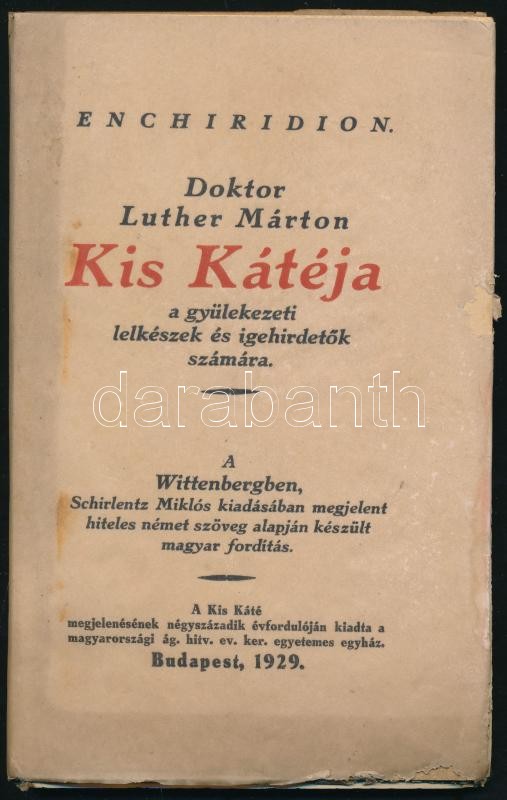 ENCHIRIDION.
Doktor
Luther Márton
Kis Kátéja
a gyülekezeti
lelkészek és igehirdetők
számára.
darabanth
A
Wittenbergben,
Schirlentz Miklós kiadásában megjelent
hiteles német szöveg alapján készült
magyar fordítás.
A Kis Káté
megjelenésének négyszázadik évfordulóján kiadta a
magyarországi ág. hitv. ev. ker. egyetemes egyház.
Budapest, 1929.